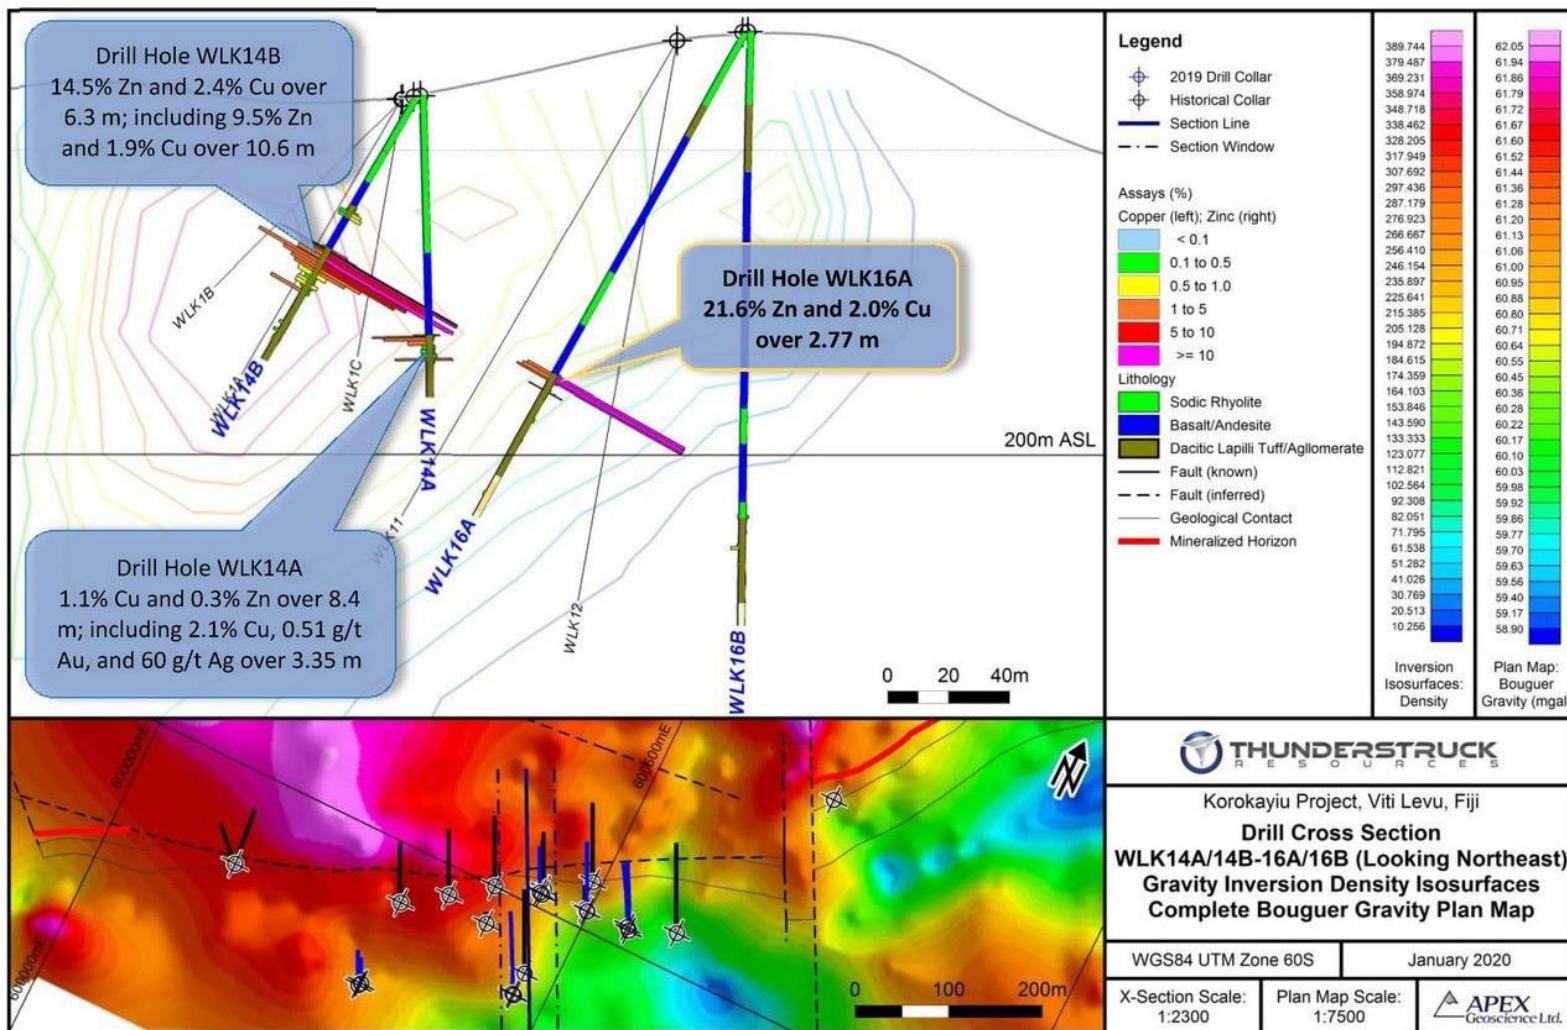 Drill Hole WLK14B
14.5% Zn and 2.4% Cu over
6.3 m; including 9.5% Zn
and 1.9% Cu over 10.6 m
Drill Hole WLK16A
21.6% Zn and 2.0% Cu
over 2.77 m
Drill Hole WLK14A
1.1% Cu and 0.3% Zn over 8.4
m; including 2.1% Cu, 0.51 g/t
Au, and 60 g/t Ag over 3.35 m
WLK1B
WLK1A
WLK14B
WLK1C
WLK14A
WLK11
WLK16A
WLK12
WLK16B
200m ASL
0 20 40m
Legend
2019 Drill Collar
Historical Collar
Section Line
Section Window
Assays (%)
Copper (left); Zinc (right)
< 0.1
0.1 to 0.5
0.5 to 1.0
1 to 5
5 to 10
>= 10
Lithology
Sodic Rhyolite
Basalt/Andesite
Dacitic Lapilli Tuff/Agllomerate
Fault (known)
Fault (inferred)
Geological Contact
Mineralized Horizon
389.744
379.487
369.231
358.974
348.718
338.462
328.205
317.949
307.692
297.436
287.179
276.923
266.667
256.410
246.154
235.897
225.641
215.385
205.128
194.872
184.615
174.359
164.103
153.846
143.590
133.333
123.077
112.821
102.564
92.308
82.051
71.795
61.538
51.282
41.026
30.769
20.513
10.256
Inversion
Isosurfaces:
Density
62.05
61.94
61.86
61.79
61.72
61.67
61.60
61.52
61.44
61.36
61.28
61.20
61.13
61.06
61.00
60.95
60.88
60.80
60.71
60.64
60.55
60.45
60.36
60.28
60.22
60.17
60.10
60.03
59.98
59.92
59.86
59.77
59.70
59.63
59.56
59.40
59.17
58.90
Plan Map:
Bouguer
Gravity (mgal
600000mE
600000mE
600500mE
N
0 100 200m
THUNDERSTRUCK
RESOURCES
Korokayiu Project, Viti Levu, Fiji
Drill Cross Section
WLK14A/14B-16A/16B (Looking Northeast)
Gravity Inversion Density Isosurfaces
Complete Bouguer Gravity Plan Map
WGS84 UTM Zone 60S
January 2020
X-Section Scale:
1:2300
Plan Map Scale:
1:7500
APEX
Geoscience Ltd.